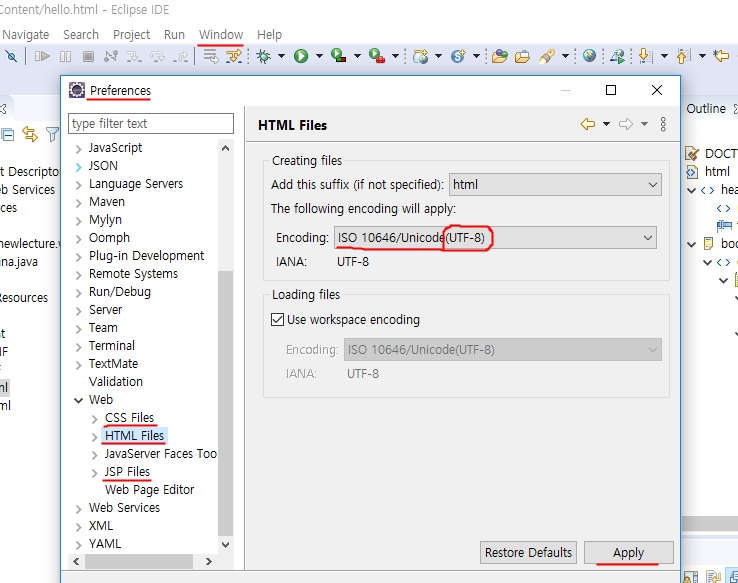 Content/hello.html - Eclipse IDE
Navigate Search Project Run Window Help
Preferences
type filter text
JavaScript
JSON
Language Servers
Maven
Mylyn
Oomph
Plug-in Development
Remote Systems
Run/Debug
Server
Team
Terminal
TextMate
Validation
Web
CSS Files
HTML Files
JavaServer Faces Too
JSP Files
Web Page Editor
Web Services
XML
YAML
HTML Files
Creating files
Add this suffix (if not specified): html
The following encoding will apply:
Encoding: ISO 10646/Unicode(UTF-8)
IANA: UTF-8
Loading files
Use workspace encoding
Encoding: ISO 10646/Unicode(UTF-8)
IANA: UTF-8
Restore Defaults Apply
t Descripto
b Services
ces
newlecture.w
na.java
Resources
nt
NF
ml
ml
Outline
DOCT
html
hea
boo